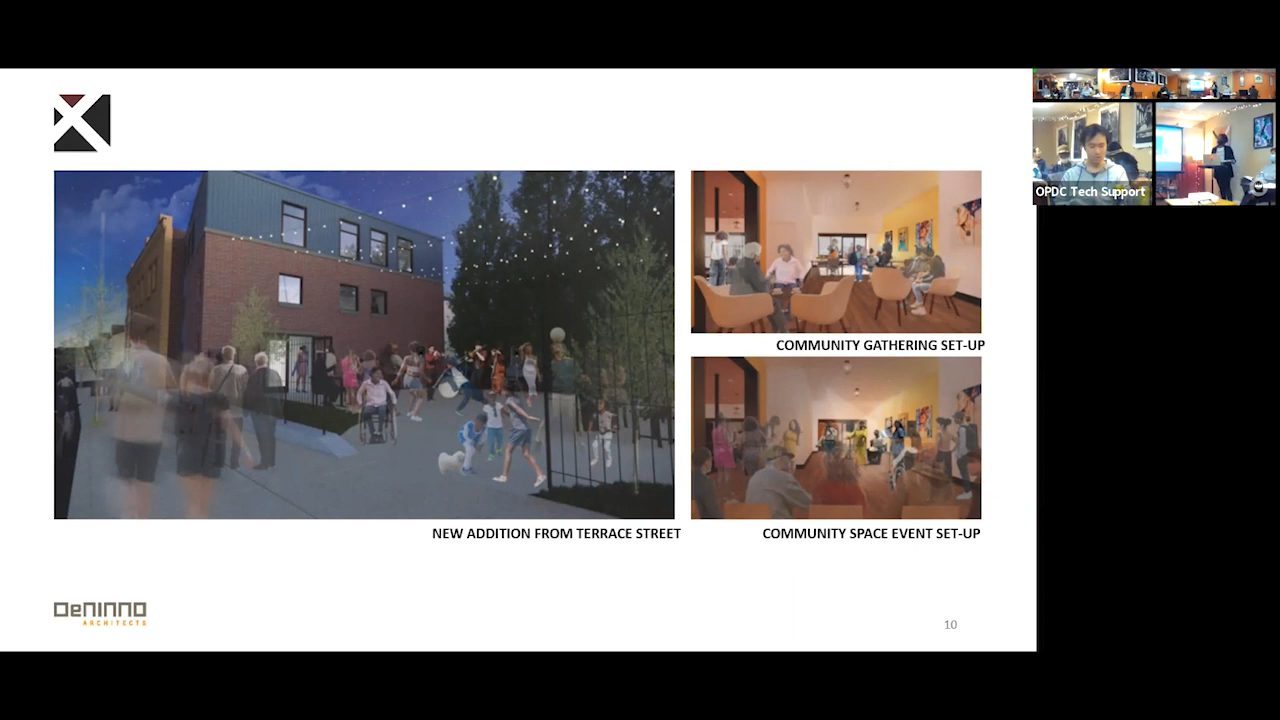 OPDC Tech Support
COMMUNITY GATHERING SET-UP
NEW ADDITION FROM TERRACE STREET
COMMUNITY SPACE EVENT SET-UP
DeNINNO
ARCHITECTS
10